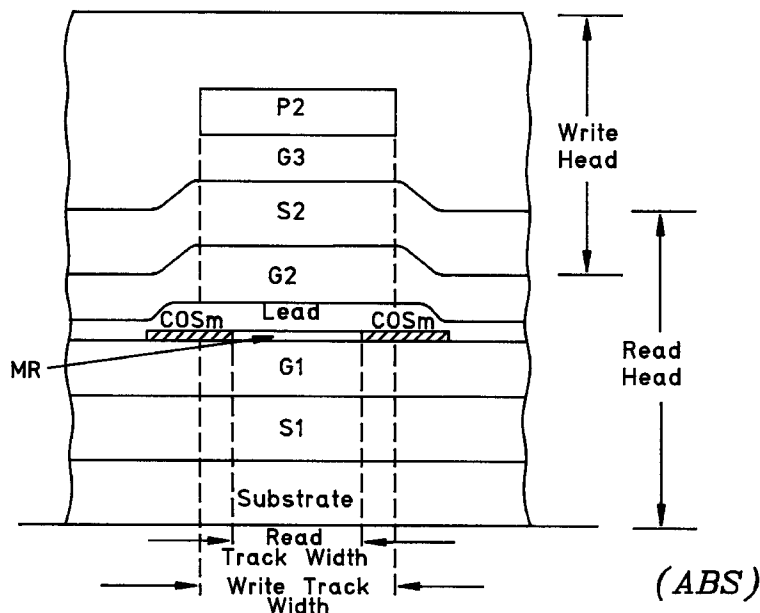 P2
G3
Write
Head
S2
G2
Lead
COSm COSm
MR
G1
Read
Head
S1
Substrate
Read
Track Width
Write Track
Width
(ABS)